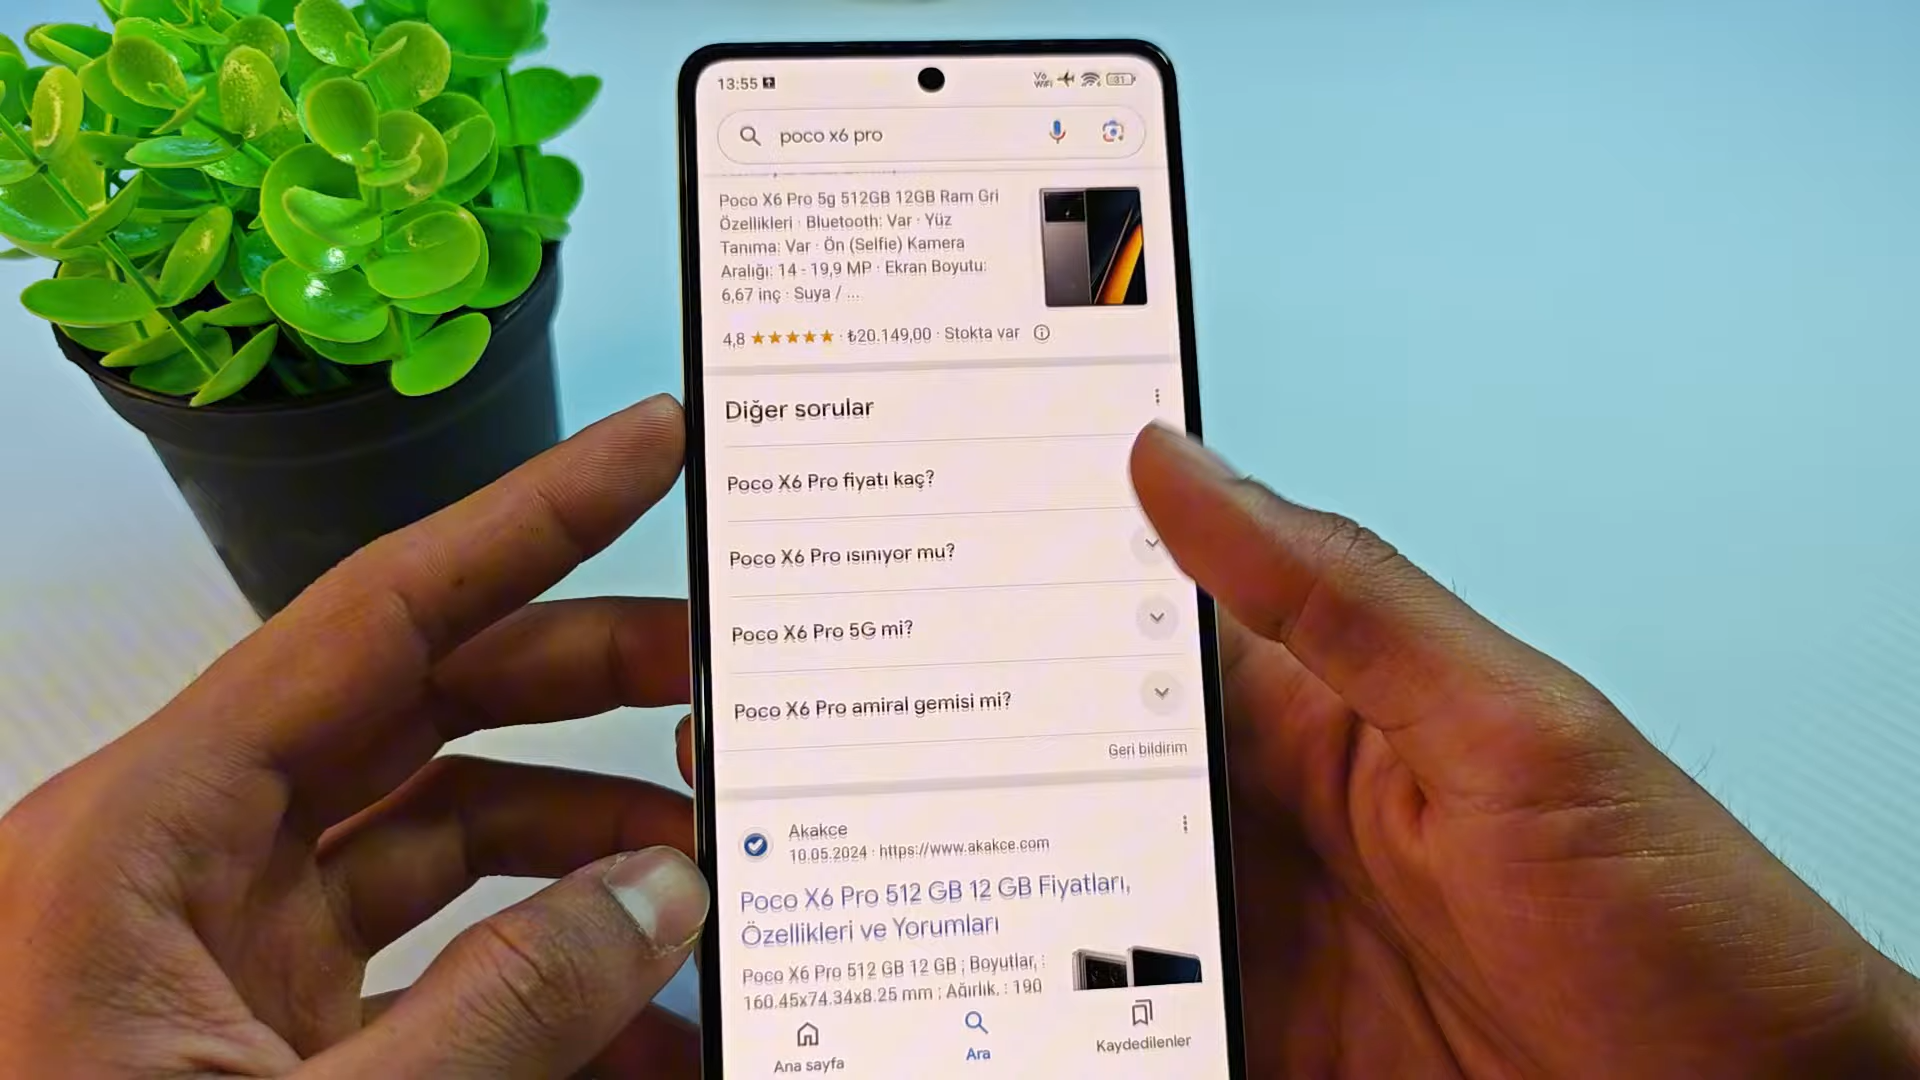 13:55
Vo
WiFi
31
poco x6 pro
Poco X6 Pro 5g 512GB 12GB Ram Gri
Özellikleri · Bluetooth: Var · Yüz
Tanıma: Var · Ön (Selfie) Kamera
Aralığı: 14 - 19,9 MP · Ekran Boyutu:
6,67 inç · Suya / ...
4,8 ★★★★★ · ₺20.149,00 · Stokta var
Diğer sorular
Poco X6 Pro fiyatı kaç?
Poco X6 Pro ısınıyor mu?
Poco X6 Pro 5G mi?
Poco X6 Pro amiral gemisi mi?
Geri bildirim
Akakce
10.05.2024 · https://www.akakce.com
Poco X6 Pro 512 GB 12 GB Fiyatları,
Özellikleri ve Yorumları
Poco X6 Pro 512 GB 12 GB ; Boyutlar, :
160.45x74.34x8.25 mm ; Ağırlık, : 190
Ana sayfa
Ara
Kaydedilenler